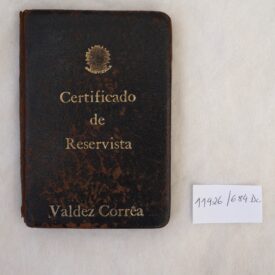 Certificado
de
Reservista
Valdez Corrêa
11926/684 Dc.